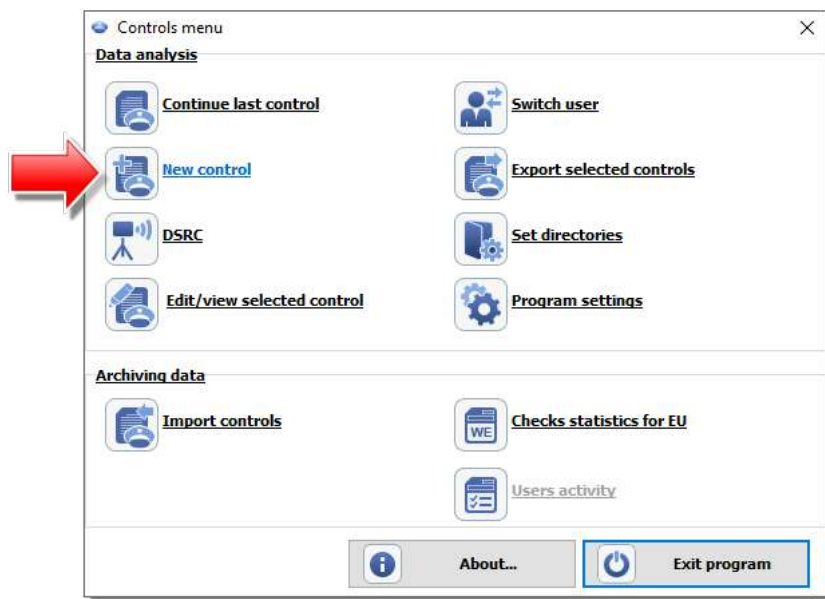 Controls menu
Data analysis
Continue last control
Switch user
New control
Export selected controls
DSRC
Set directories
Edit/view selected control
Program settings
Archiving data
Import controls
WE
Checks statistics for EU
Users activity
About...
Exit program